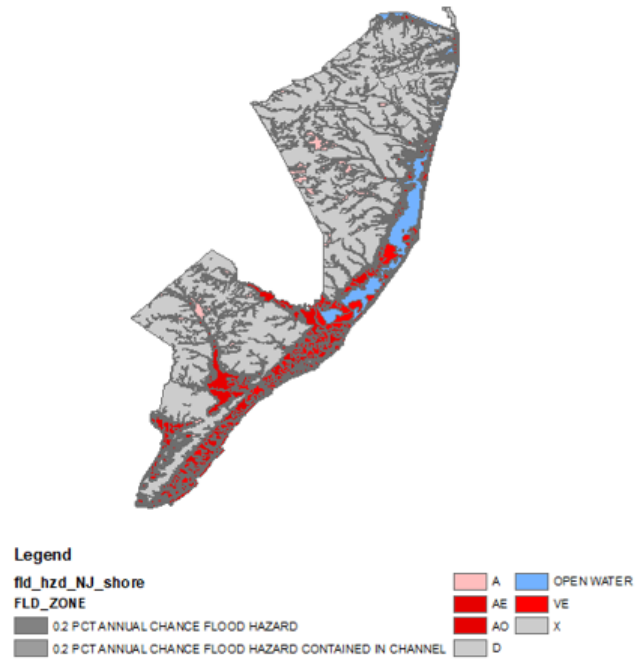 Legend
fld_hzd_NJ_shore
FLD_ZONE
0.2 PCT ANNUAL CHANCE FLOOD HAZARD
0.2 PCT ANNUAL CHANCE FLOOD HAZARD CONTAINED IN CHANNEL
A
AE
AO
D
OPEN WATER
VE
X